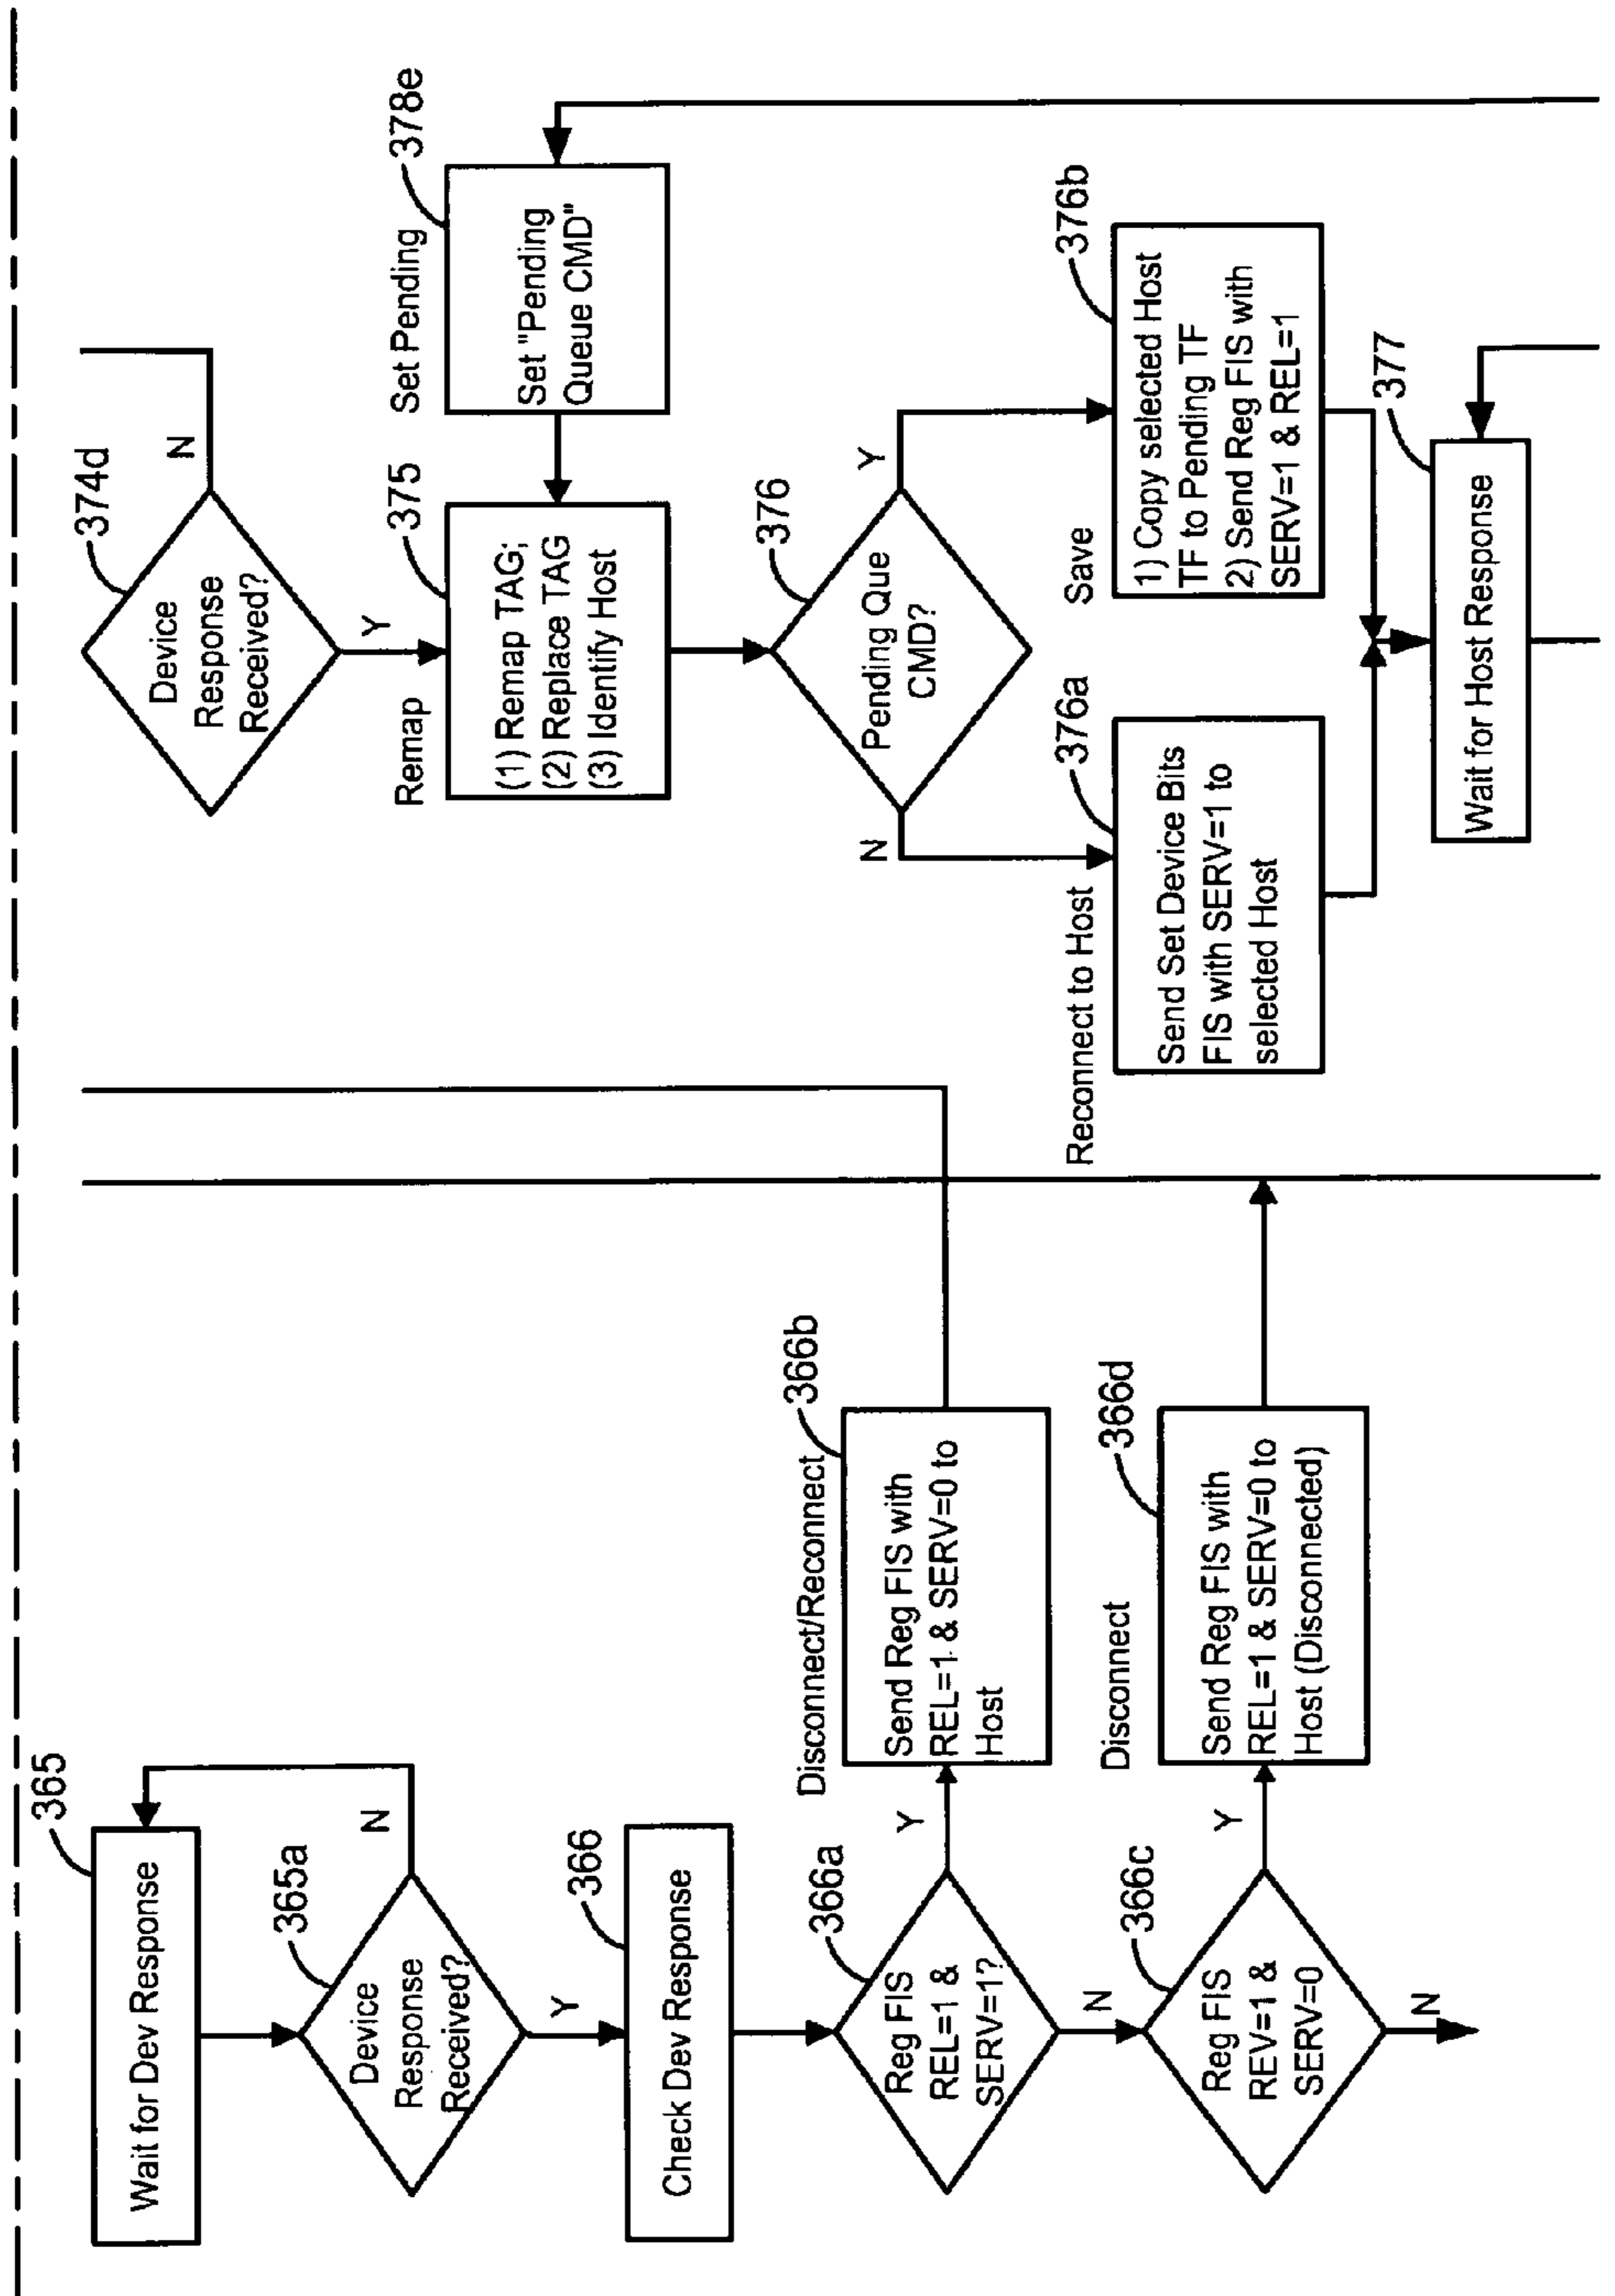 365
Wait for Dev Response
365a
Device
Response
Received?
N
Y
366
Check Dev Response
366a
Reg FIS
REL=1 &
SERV=1?
Y
N
Disconnect/Reconnect
366b
Send Reg FIS with
REL=1 & SERV=0 to
Host
366c
Reg FIS
REV=1 &
SERV=0
Y
N
Disconnect
366d
Send Reg FIS with
REL=1 & SERV=0 to
Host (Disconnected)
374d
Device
Response
Received?
N
Y
Remap
375
(1) Remap TAG;
(2) Replace TAG
(3) Identify Host
Set Pending
378e
Set "Pending
Queue CMD"
376
Pending Que
CMD?
N
Y
Reconnect to Host
376a
Send Set Device Bits
FIS with SERV=1 to
selected Host
Save
376b
1) Copy selected Host
TF to Pending TF
2) Send Reg FIS with
SERV=1 & REL=1
377
Wait for Host Response